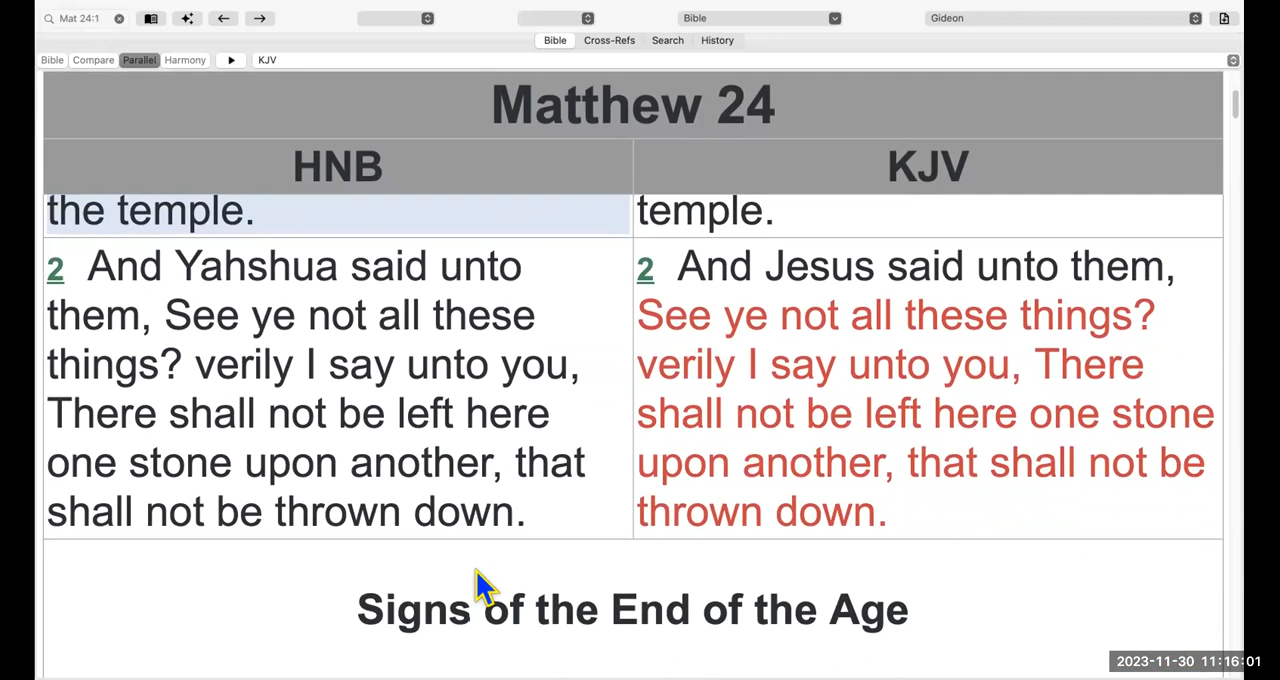 Mat 24:1
Bible
Gideon
Bible Cross-Refs Search History
Bible Compare Parallel Harmony KJV
Matthew 24
HNB KJV
the temple.
2 And Yahshua said unto
them, See ye not all these
things? verily I say unto you,
There shall not be left here
one stone upon another, that
shall not be thrown down.
temple.
2 And Jesus said unto them,
See ye not all these things?
verily I say unto you, There
shall not be left here one stone
upon another, that shall not be
thrown down.
Signs of the End of the Age
2023-11-30 11:16:01